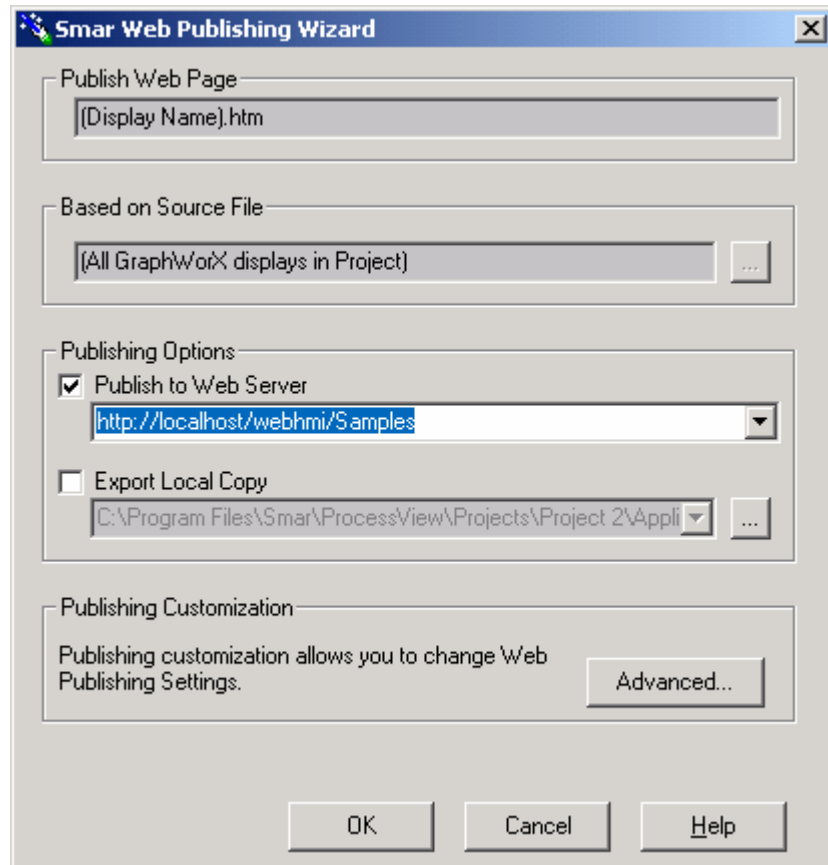 Smar Web Publishing Wizard
Publish Web Page
(Display Name).htm
Based on Source File
(All GraphWorX displays in Project)
...
Publishing Options
Publish to Web Server
http://localhost/webhmi/Samples
Export Local Copy
C:\Program Files\Smar\ProcessView\Projects\Project 2\Appli
...
Publishing Customization
Publishing customization allows you to change Web
Publishing Settings.
Advanced...
OK Cancel Help